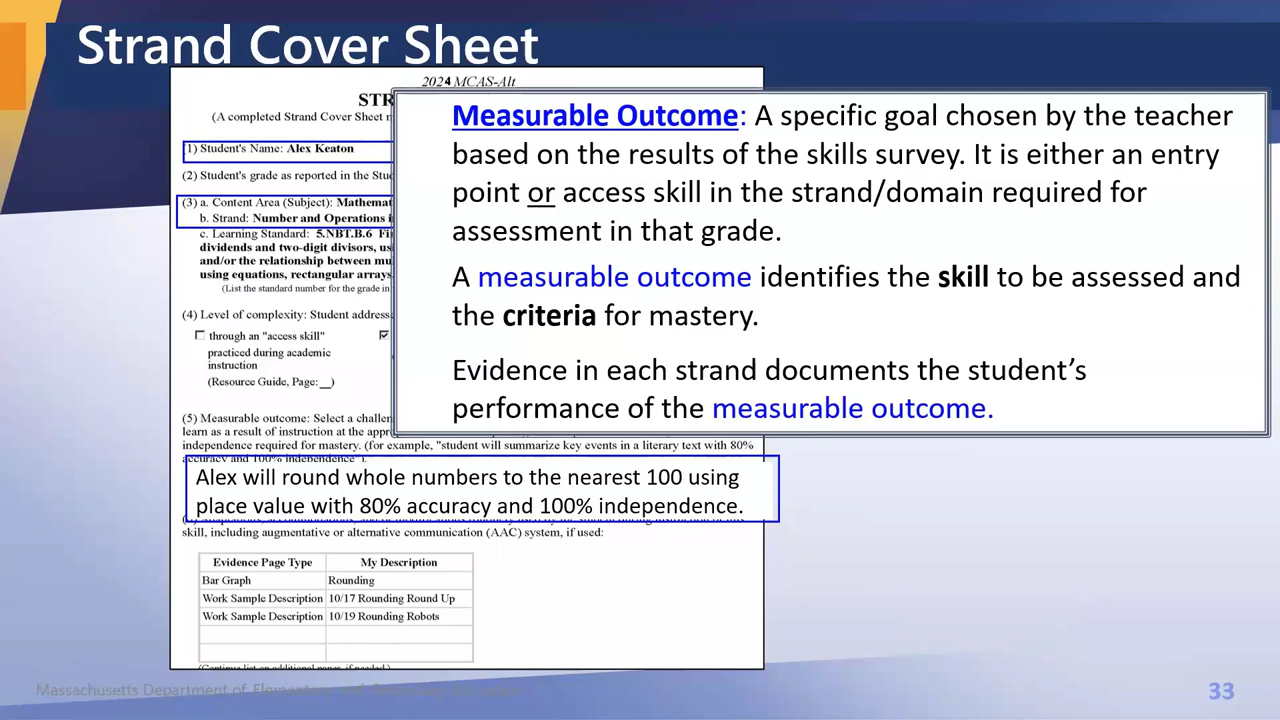 Strand Cover Sheet
2024 MCAS-Alt
STR
(A completed Strand Cover Sheet
(1) Student's Name: Alex Keaton
(2) Student's grade as reported in the
(3) a. Content Area (Subject):
b. Strand: Number and Operations
c. Learning Standard: 5.NBT.B.6
dividends and two-digit divisors,
and/or the relationship between
using equations, rectangular arrays
(List the standard number for the grade in
(4) Level of complexity: Student
through an "access skill"
practiced during academic
instruction
(Resource Guide, Page:__)
Measurable Outcome: A specific goal chosen by the teacher
based on the results of the skills survey. It is either an entry
point or access skill in the strand/domain required for
assessment in that grade.
A measurable outcome identifies the skill to be assessed and
the criteria for mastery.
Evidence in each strand documents the student’s
performance of the measurable outcome.
(5) Measurable outcome: Select a
learn as a result of instruction at the
independence required for mastery. (for example, "student will summarize key events in a literary text with 80%
accuracy and 100% independence").
Alex will round whole numbers to the nearest 100 using
place value with 80% accuracy and 100% independence.
skill, including augmentative or alternative communication (AAC) system, if used:
Evidence Page Type My Description
Bar Graph Rounding
Work Sample Description 10/17 Rounding Round Up
Work Sample Description 10/19 Rounding Robots
(Continue list on additional paper, if needed.)
Massachusetts Department of
33